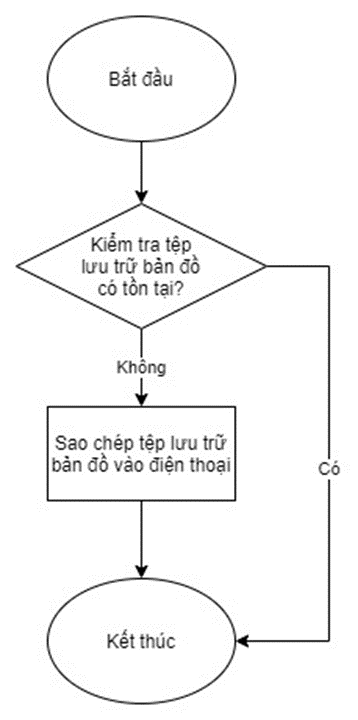 Bắt đầu
Kiểm tra tệp
lưu trữ bản đồ
có tồn tại?
Không
Sao chép tệp lưu trữ
bản đồ vào điện thoại
Có
Kết thúc